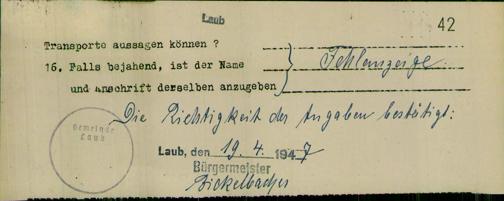 Laub
42
Transporte aussagen können ?
16. Falls bejahend, ist der Name
und anschrift derselben anzugeben
Fehlanzeige
Die Richtigkeit der Angaben bestätigt:
Gemeinde
Laub
Laub, den 19. 4. 1947
Bürgermeister
Bickelbacher